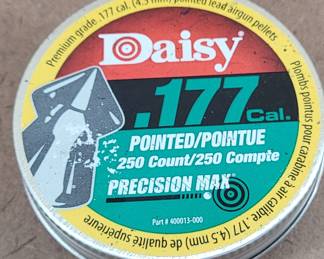 Premium grade .177 cal. (4.5 mm) pointed lead airgun pellets
Daisy
.177 Cal.
POINTED/POINTUE
250 Count/250 Compte
PRECISION MAX
Part # 400013-000
Plombs pointus pour carabine à air calibre .177 (4,5 mm) de qualité supérieure